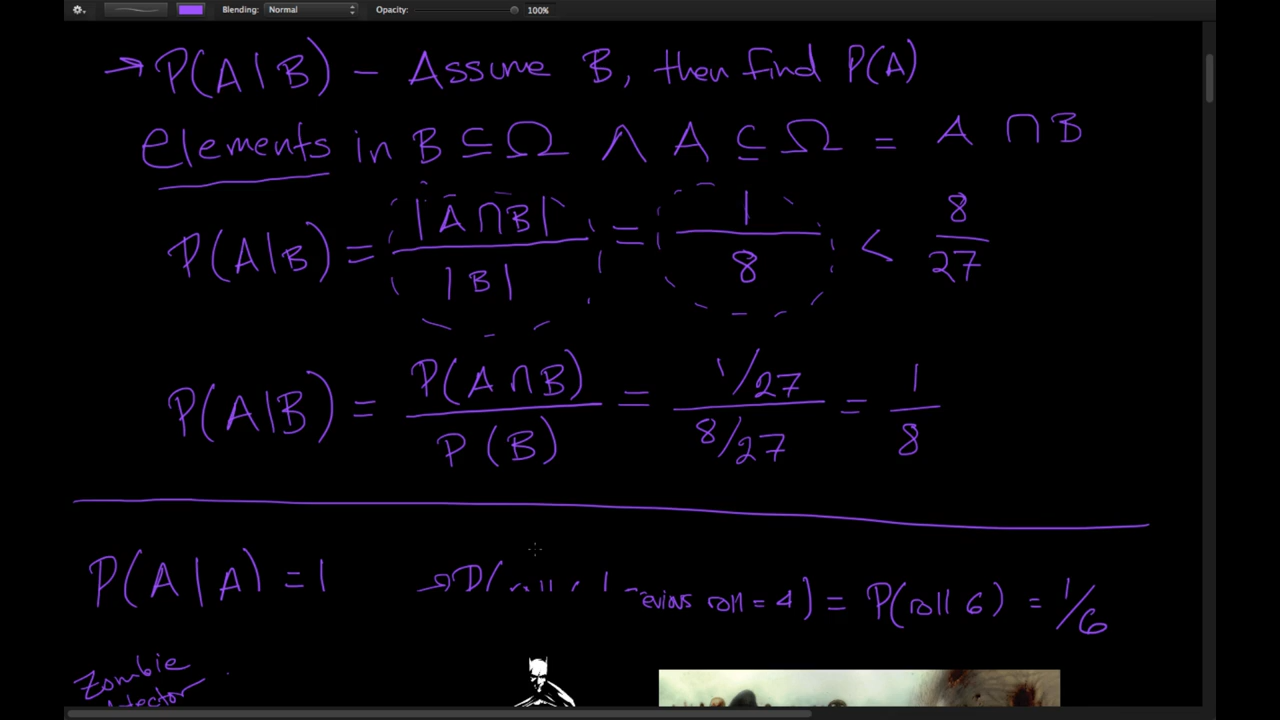 Blending: Normal Opacity: 100%
→ P(A|B) – Assume B, then find P(A)
Elements in B ⊆ Ω ∧ A ⊆ Ω = A ∩ B
P(A|B) = |A∩B| / |B| = 1/8 < 8/27
P(A|B) = P(A∩B) / P(B) = 1/27 / 8/27 = 1/8
P(A|A) = 1 → roll = 4) = P(roll 6) = 1/6
Zombie